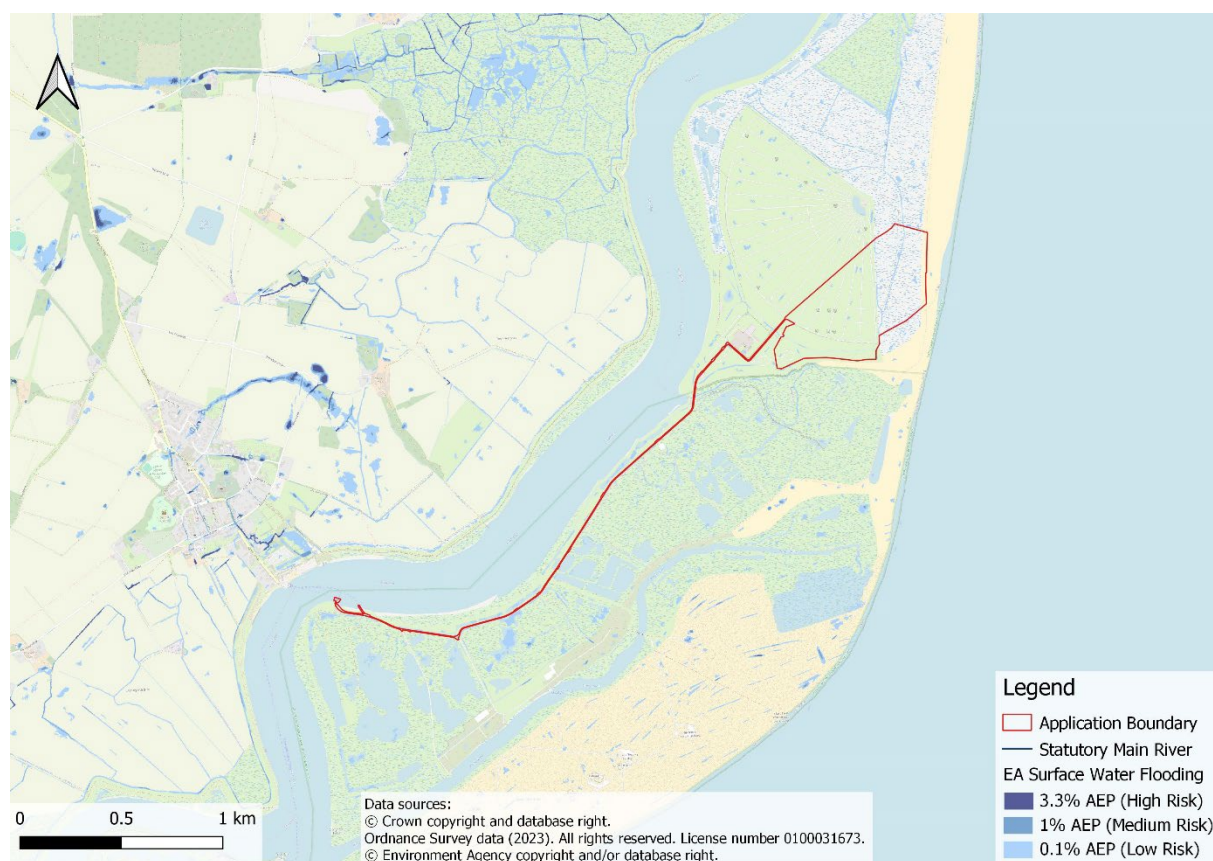 Legend
Application Boundary
Statutory Main River
EA Surface Water Flooding
3.3% AEP (High Risk)
1% AEP (Medium Risk)
0.1% AEP (Low Risk)
0 0.5 1 km
Data sources:
© Crown copyright and database right.
Ordnance Survey data (2023). All rights reserved. License number 0100031673.
© Environment Agency copyright and/or database right.